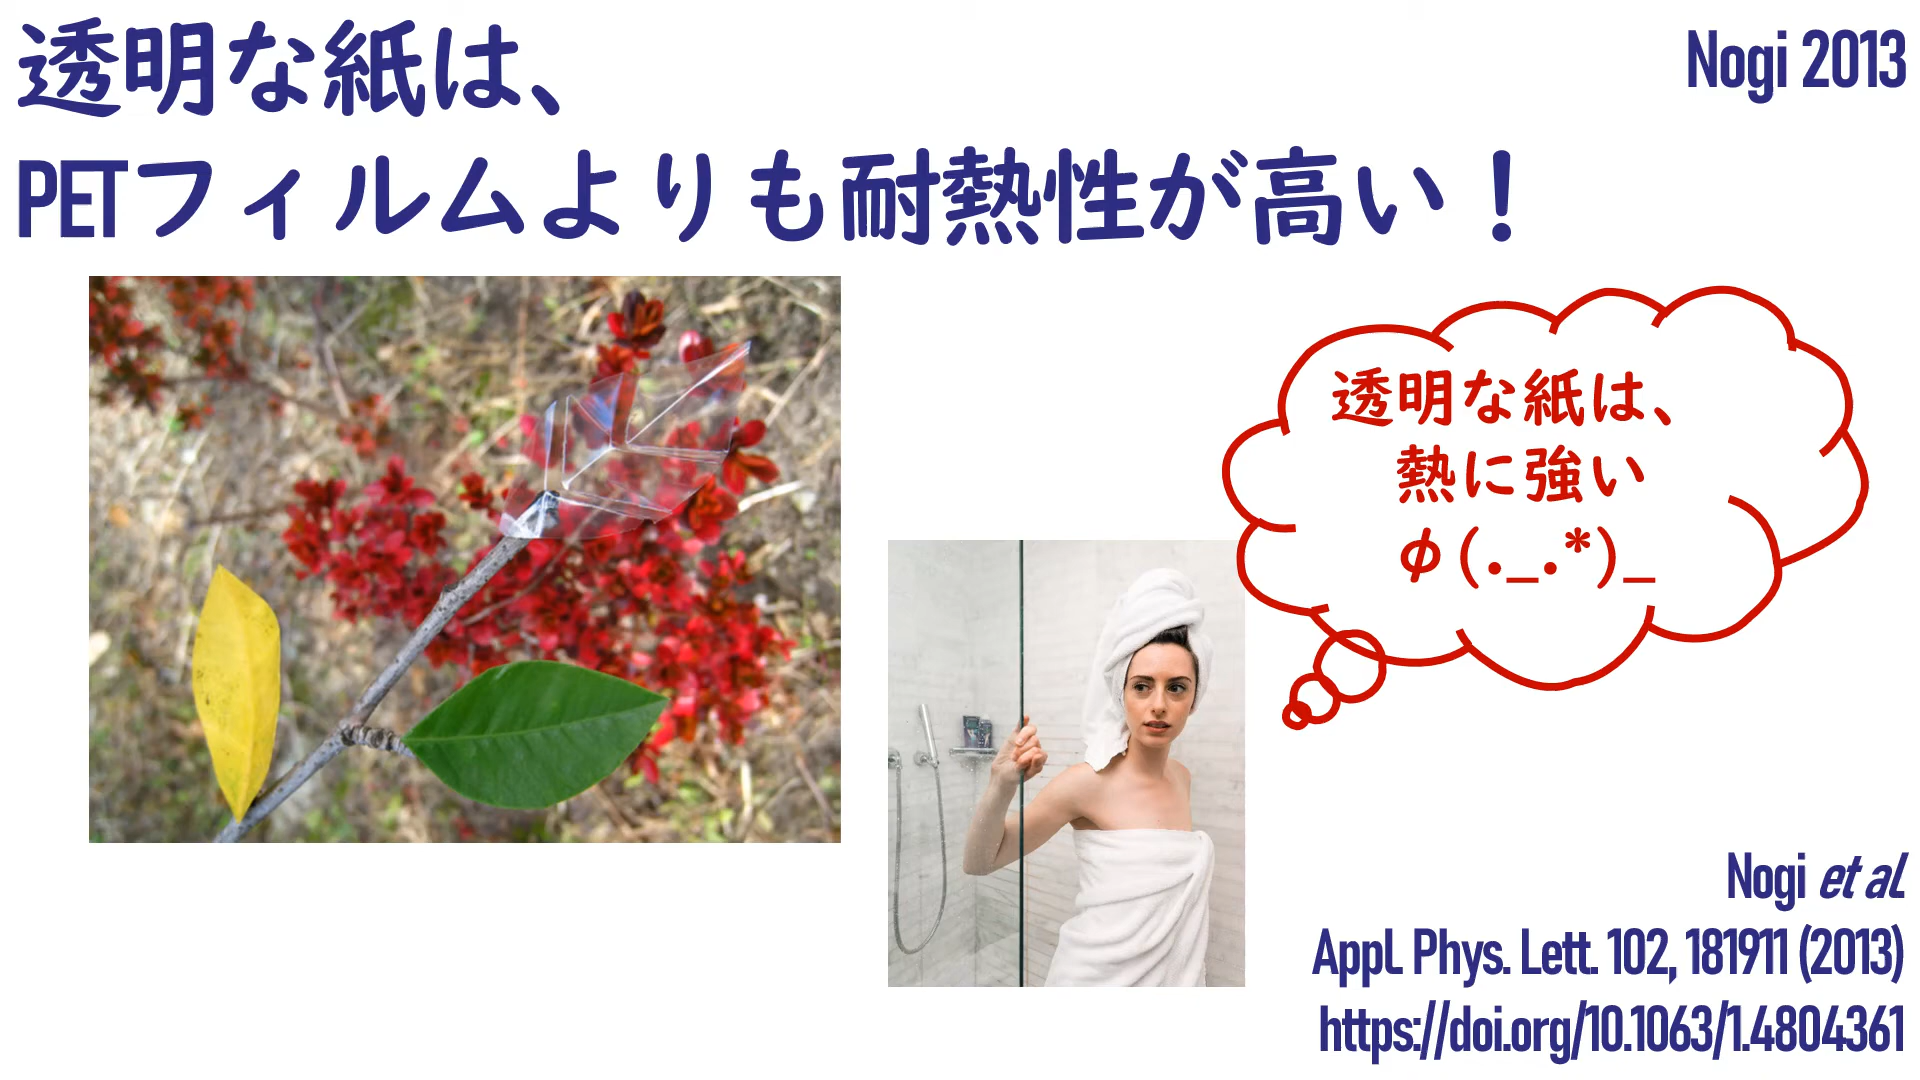 透明な紙は、
Nogi 2013
PETフィルムよりも耐熱性が高い！
透明な紙は、
熱に強い
φ(._.*)_
Nogi et al.
Appl. Phys. Lett. 102, 181911 (2013)
https://doi.org/10.1063/1.4804361